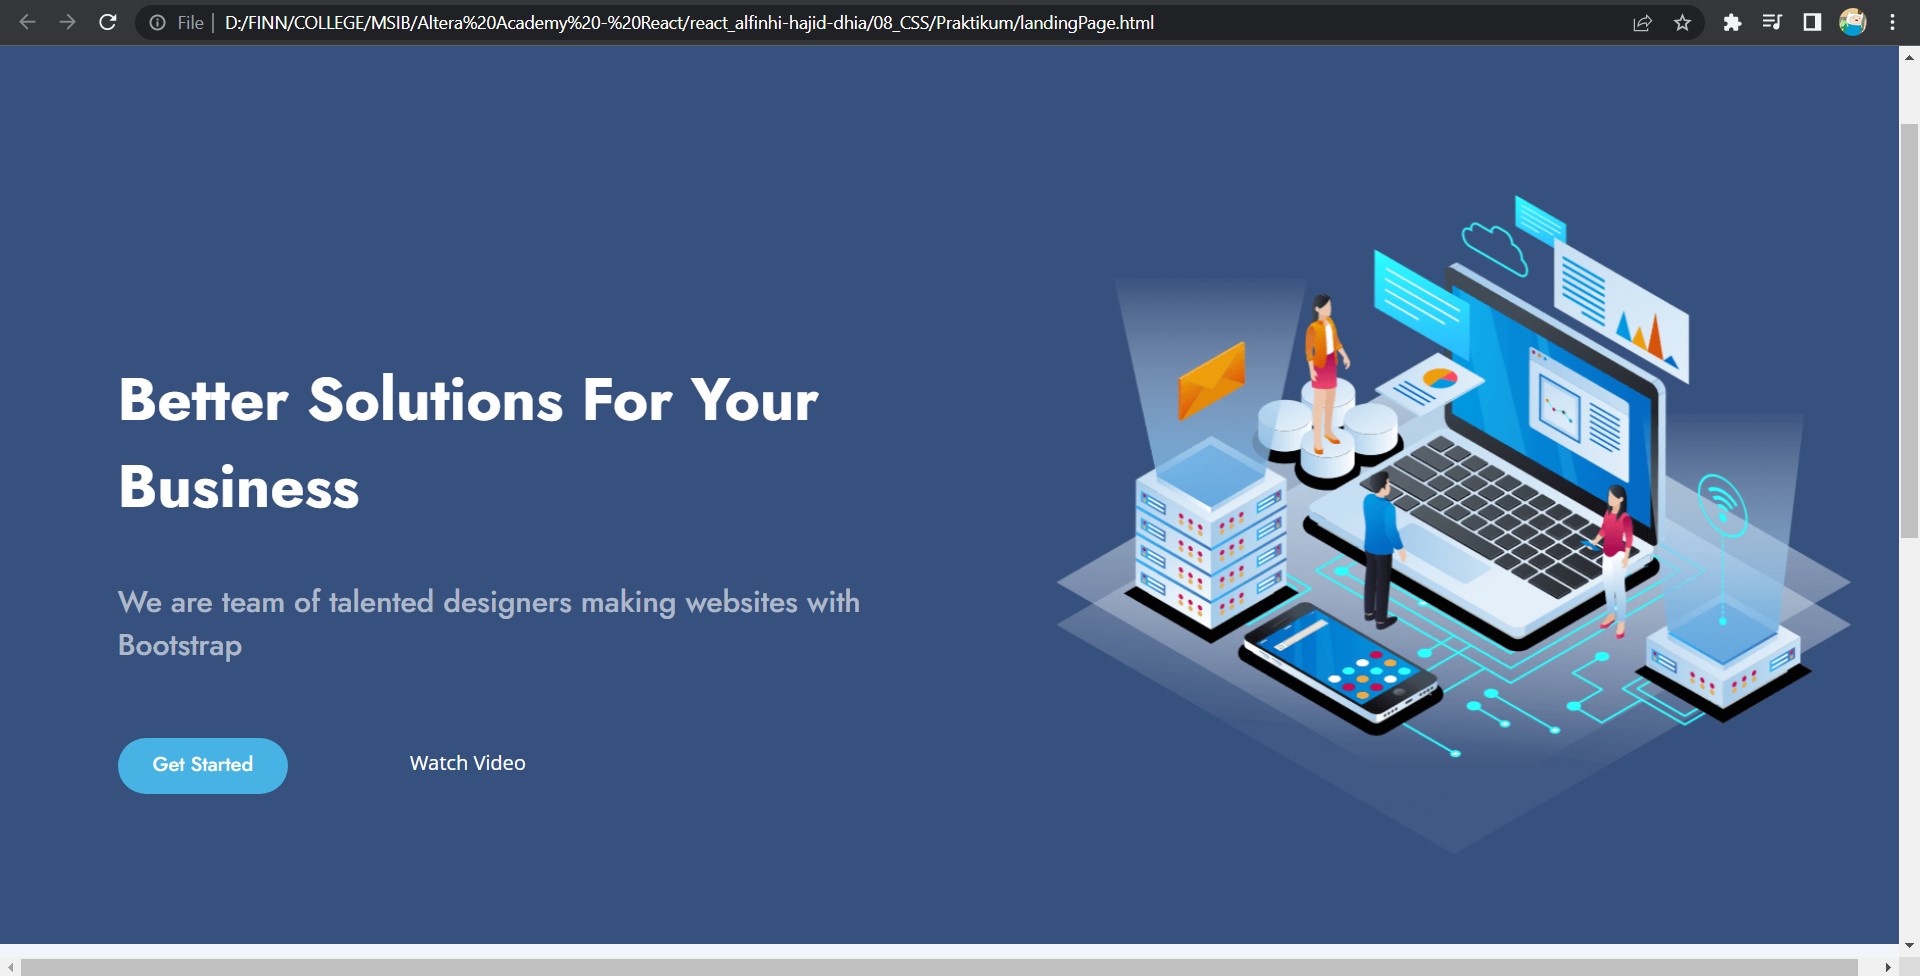 File
D:/FINN/COLLEGE/MSIB/Altera%20Academy%20-%20React/react_alfinhi-hajid-dhia/08_CSS/Praktikum/landingPage.html
Better Solutions For Your
Business
We are team of talented designers making websites with
Bootstrap
Get Started
Watch Video